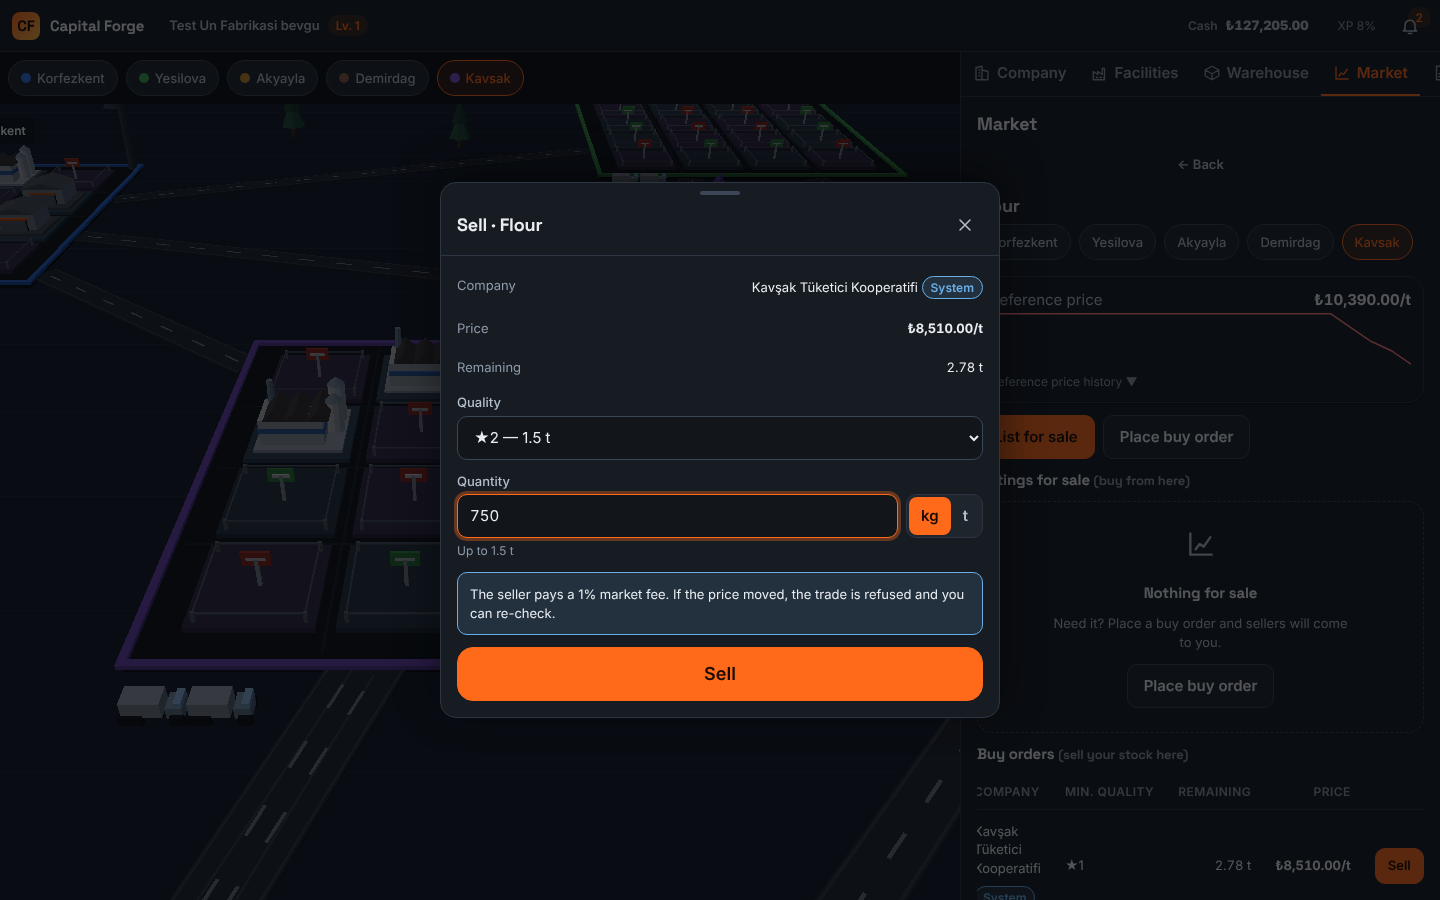 CF Capital Forge Test Un Fabrikasi bevgu Lv. 1 Cash ₺127,205.00 XP 8% 2
Korfezkent Yesilova Akyayla Demirdag Kavsak
Company Facilities Warehouse Market
kent
Market
← Back
Sell · Flour
ur
orfezkent Yesilova Akyayla Demirdag Kavsak
Company Kavşak Tüketici Kooperatifi System
eference price ₺10,390.00/t
Price ₺8,510.00/t
Remaining 2.78 t
eference price history ▼
Quality
★2 — 1.5 t
ist for sale Place buy order
Quantity
tings for sale (buy from here)
750 kg t
Up to 1.5 t
The seller pays a 1% market fee. If the price moved, the trade is refused and you
can re-check.
Nothing for sale
Need it? Place a buy order and sellers will come
to you.
Sell
Place buy order
Buy orders (sell your stock here)
COMPANY MIN. QUALITY REMAINING PRICE
Kavşak
Tüketici
Kooperatifi
★1 2.78 t ₺8,510.00/t Sell
System